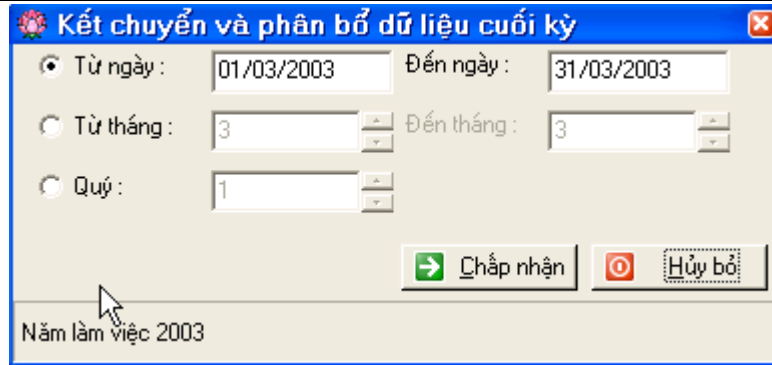 Kết chuyển và phân bổ dữ liệu cuối kỳ
Từ ngày : 01/03/2003 Đến ngày : 31/03/2003
Từ tháng : 3 Đến tháng : 3
Quý : 1
Chấp nhận Hủy bỏ
Năm làm việc 2003